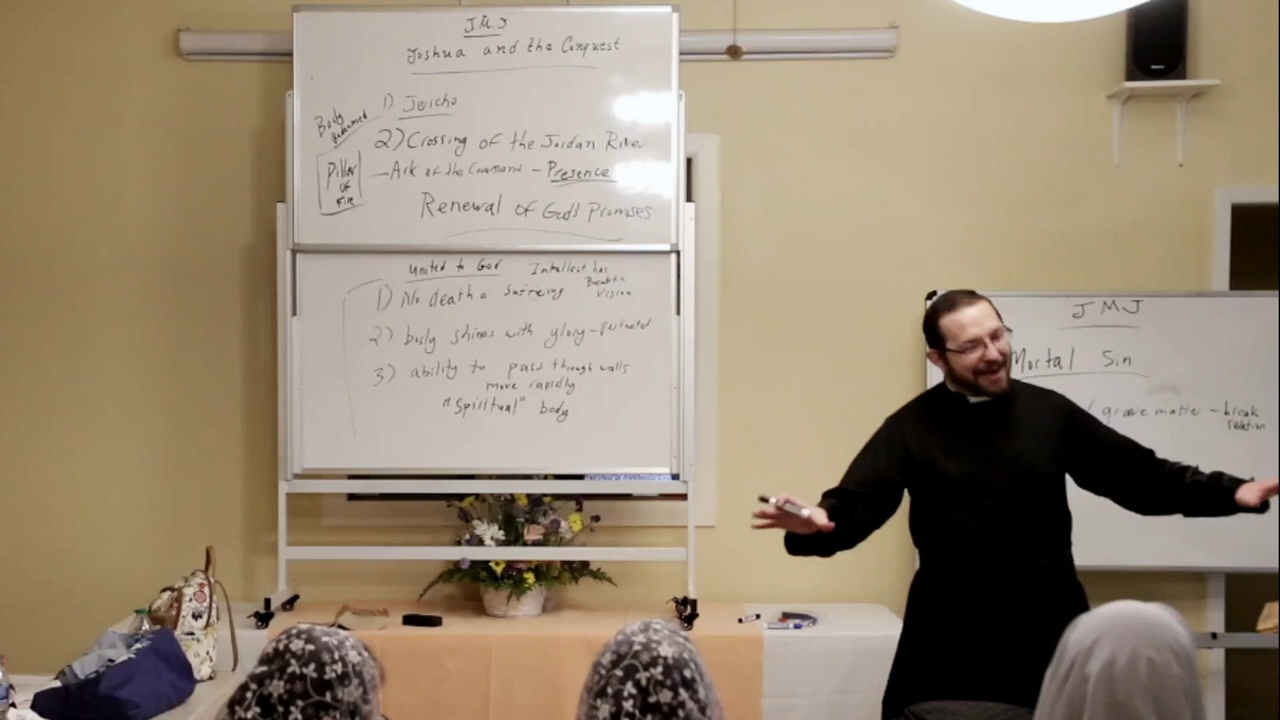 J.M.J
Joshua and the Conquest
1) Jericho
Body
2) Crossing of the Jordan River
Pillar
OF
Fire
- Ark of the Covenant - Presence
Renewal of God's Promises
United to God
Intellect has
Beatific
Vision
1) No death or suffering
2) body shines with glory - perfected
3) ability to pass through walls
move rapidly
"Spiritual" body
JMJ
Mortal Sin
/ grave matter - break
relation